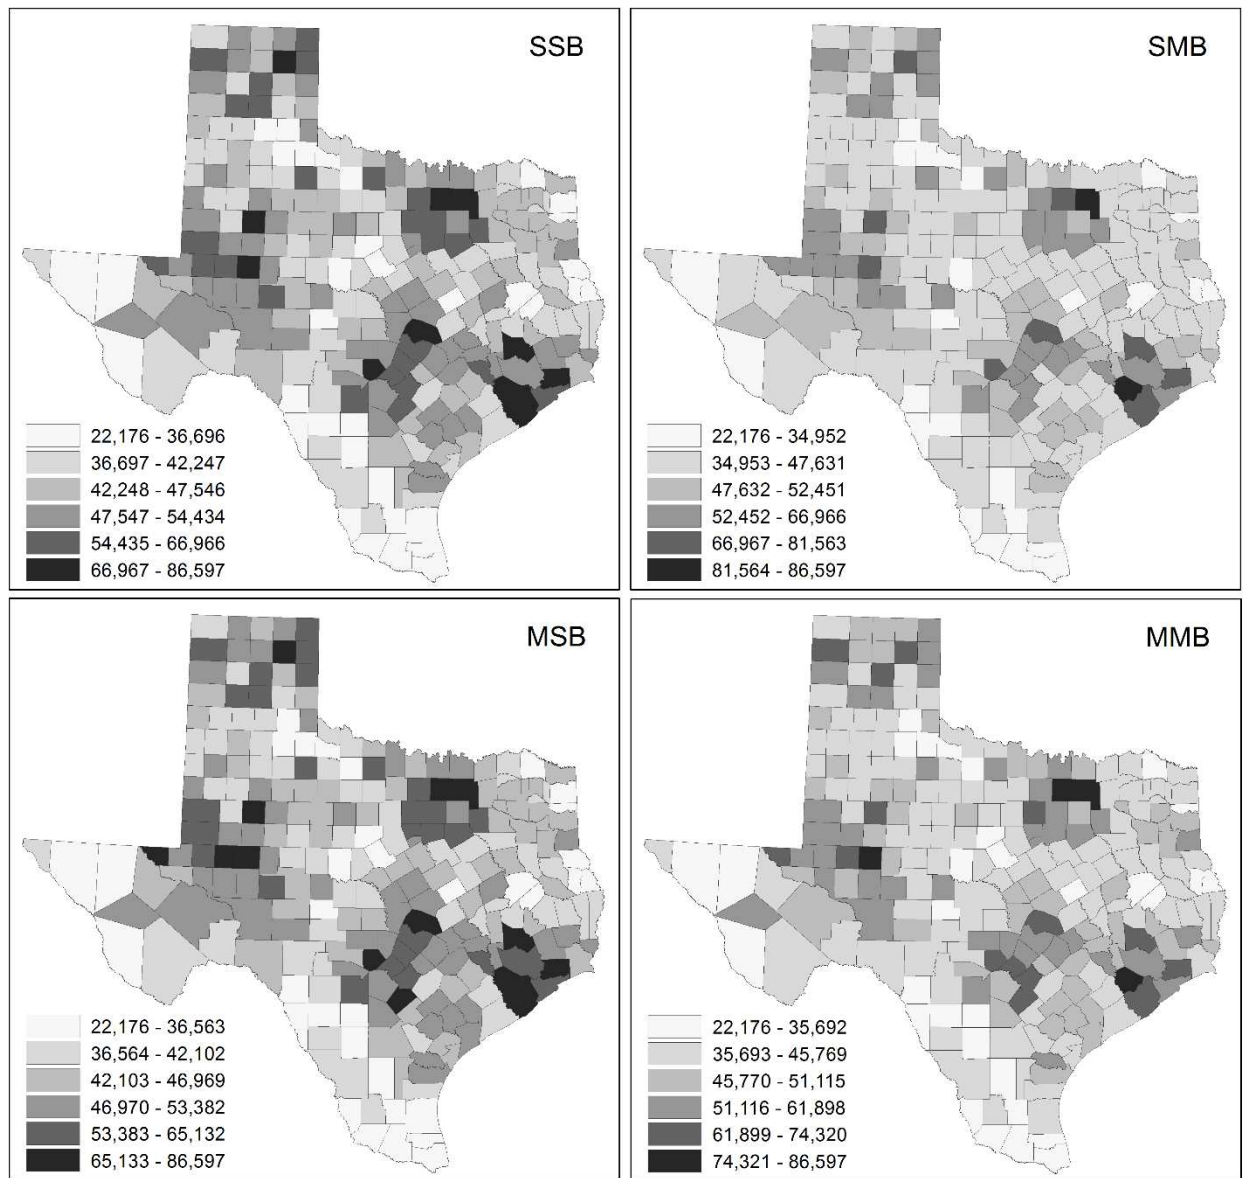 SSB
22,176 - 36,696
36,697 - 42,247
42,248 - 47,546
47,547 - 54,434
54,435 - 66,966
66,967 - 86,597
SMB
22,176 - 34,952
34,953 - 47,631
47,632 - 52,451
52,452 - 66,966
66,967 - 81,563
81,564 - 86,597
MSB
22,176 - 36,563
36,564 - 42,102
42,103 - 46,969
46,970 - 53,382
53,383 - 65,132
65,133 - 86,597
MMB
22,176 - 35,692
35,693 - 45,769
45,770 - 51,115
51,116 - 61,898
61,899 - 74,320
74,321 - 86,597